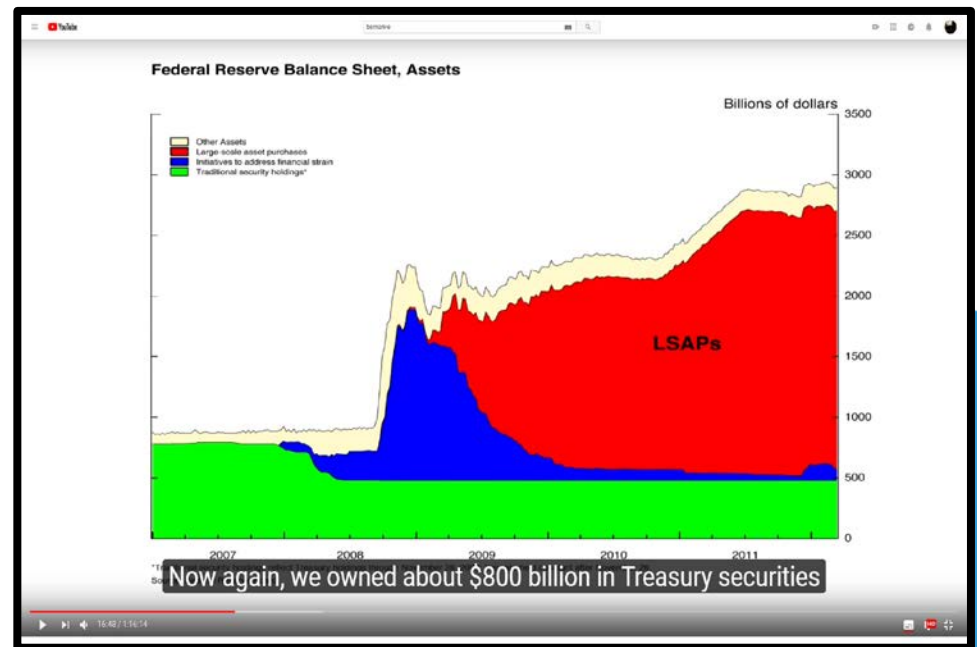 YouTube
bernanke
Federal Reserve Balance Sheet, Assets
Billions of dollars
Other Assets
Large scale asset purchases
Initiatives to address financial strain
Traditional security holdings*
3500
3000
2500
2000
1500
1000
500
0
LSAPs
2007 2008 2009 2010 2011
Now again, we owned about $800 billion in Treasury securities
16:48 / 1:16:14
HD